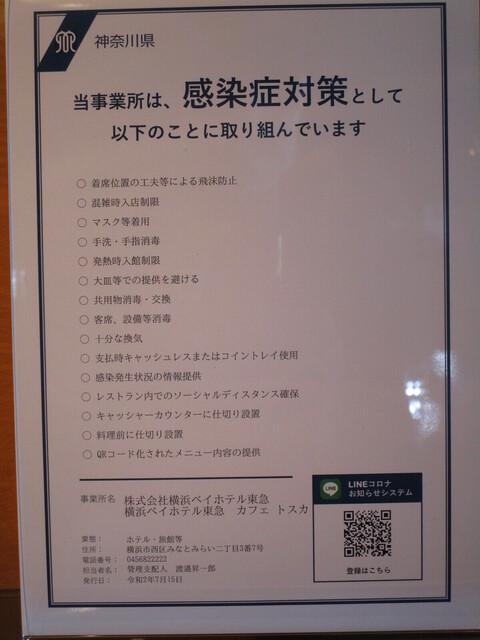 神奈川県
当事業所は、感染症対策として
以下のことに取り組んでいます
○ 着席位置の工夫等による飛沫防止
○ 混雑時入店制限
○ マスク等着用
○ 手洗・手指消毒
○ 発熱時入館制限
○ 大皿等での提供を避ける
○ 共用物消毒・交換
○ 客席、設備等消毒
○ 十分な換気
○ 支払時キャッシュレスまたはコイントレイ使用
○ 感染発生状況の情報提供
○ レストラン内でのソーシャルディスタンス確保
○ キャッシャーカウンターに仕切り設置
○ 料理前に仕切り設置
○ QRコード化されたメニュー内容の提供
事業所名 株式会社横浜ベイホテル東急
横浜ベイホテル東急 カフェ トスカ
業態: ホテル・旅館等
住所: 横浜市西区みなとみらい二丁目3番7号
電話番号: 0456822222
担当者名: 管理支配人 渡邉昇一郎
発行日: 令和2年7月15日
LINE
LINEコロナ
お知らせシステム
登録はこちら